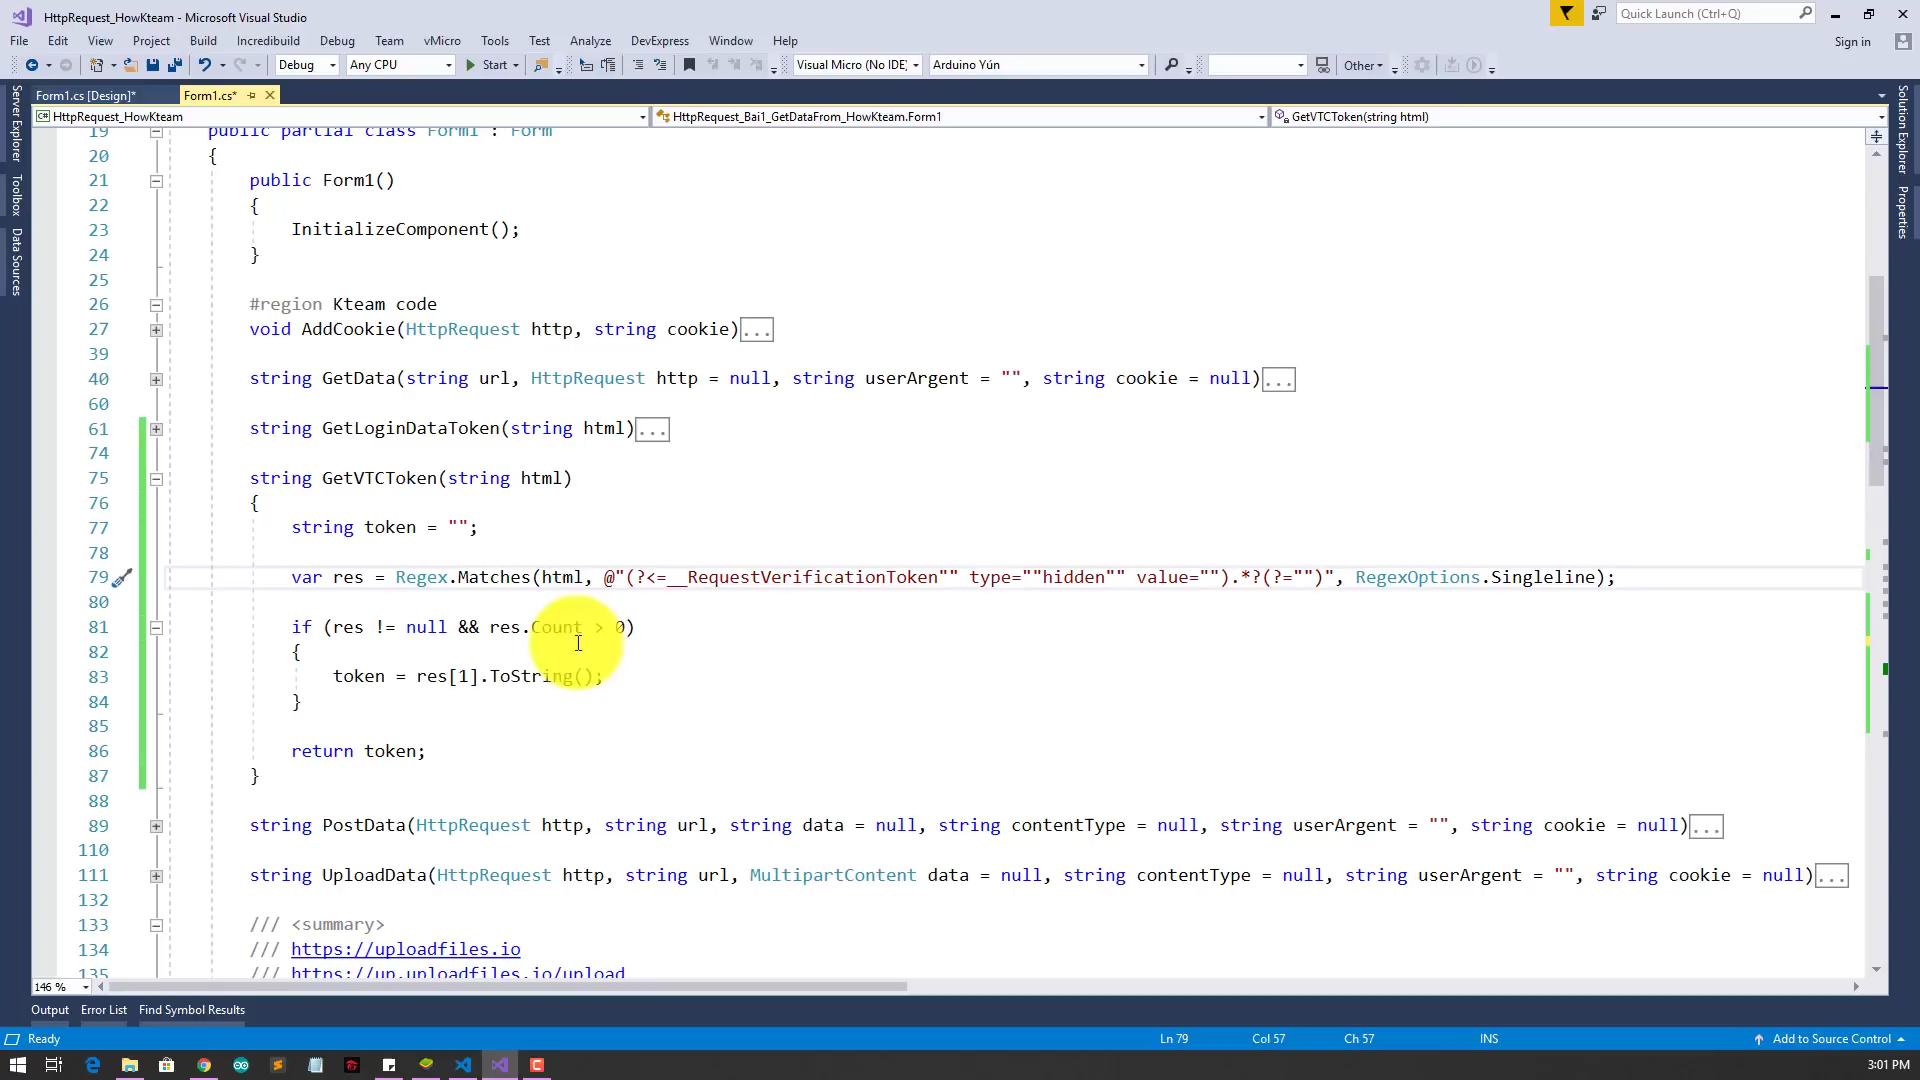 HttpRequest_HowKteam - Microsoft Visual Studio
Quick Launch (Ctrl+Q)
File Edit View Project Build Incredibuild Debug Team vMicro Tools Test Analyze DevExpress Window Help
Sign in
Debug Any CPU Start Visual Micro (No IDE) Arduino Yún Other
Form1.cs [Design]* Form1.cs*
HttpRequest_HowKteam HttpRequest_Bai1_GetDataFrom_HowKteam.Form1 GetVTCToken(string html)
Server Explorer
Toolbox
Data Sources
Solution Explorer
Properties
19 public partial class Form1 : Form
20 {
21 public Form1()
22 {
23 InitializeComponent();
24 }
25
26 #region Kteam code
27 void AddCookie(HttpRequest http, string cookie)...
39
40 string GetData(string url, HttpRequest http = null, string userArgent = "", string cookie = null)...
60
61 string GetLoginDataToken(string html)...
74
75 string GetVTCToken(string html)
76 {
77 string token = "";
78
79 var res = Regex.Matches(html, @"(?<=__RequestVerificationToken"" type=""hidden"" value="").*?(?="")", RegexOptions.Singleline);
80
81 if (res != null && res.Count > 0)
82 {
83 token = res[1].ToString();
84 }
85
86 return token;
87 }
88
89 string PostData(HttpRequest http, string url, string data = null, string contentType = null, string userArgent = "", string cookie = null)...
110
111 string UploadData(HttpRequest http, string url, MultipartContent data = null, string contentType = null, string userArgent = "", string cookie = null)...
132
133 /// <summary>
134 /// https://uploadfiles.io
135 /// https://up.uploadfiles.io/upload
146 %
Output Error List Find Symbol Results
Ready Ln 79 Col 57 Ch 57 INS Add to Source Control
3:01 PM